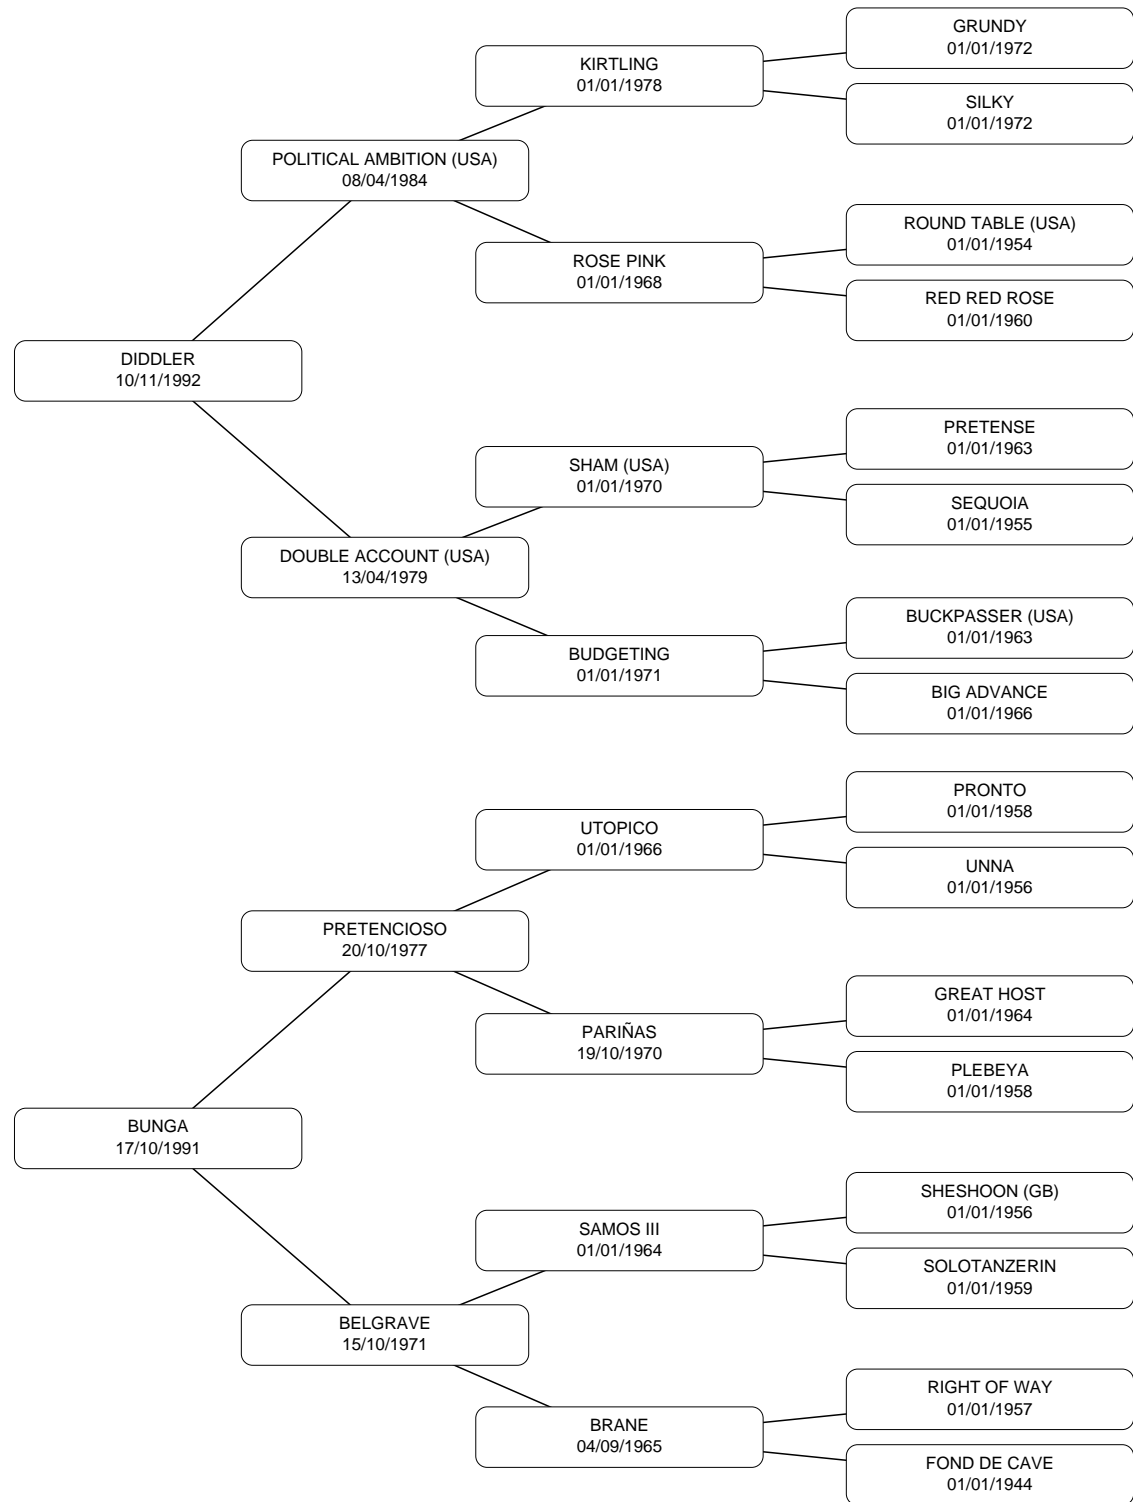 GRUNDY
01/01/1972
KIRTLING
01/01/1978
SILKY
01/01/1972
POLITICAL AMBITION (USA)
08/04/1984
ROUND TABLE (USA)
01/01/1954
ROSE PINK
01/01/1968
RED RED ROSE
01/01/1960
DIDDLER
10/11/1992
PRETENSE
01/01/1963
SHAM (USA)
01/01/1970
SEQUOIA
01/01/1955
DOUBLE ACCOUNT (USA)
13/04/1979
BUCKPASSER (USA)
01/01/1963
BUDGETING
01/01/1971
BIG ADVANCE
01/01/1966
PRONTO
01/01/1958
UTOPICO
01/01/1966
UNNA
01/01/1956
PRETENCIOSO
20/10/1977
GREAT HOST
01/01/1964
PARIÑAS
19/10/1970
PLEBEYA
01/01/1958
BUNGA
17/10/1991
SHESHOON (GB)
01/01/1956
SAMOS III
01/01/1964
SOLOTANZERIN
01/01/1959
BELGRAVE
15/10/1971
RIGHT OF WAY
01/01/1957
BRANE
04/09/1965
FOND DE CAVE
01/01/1944